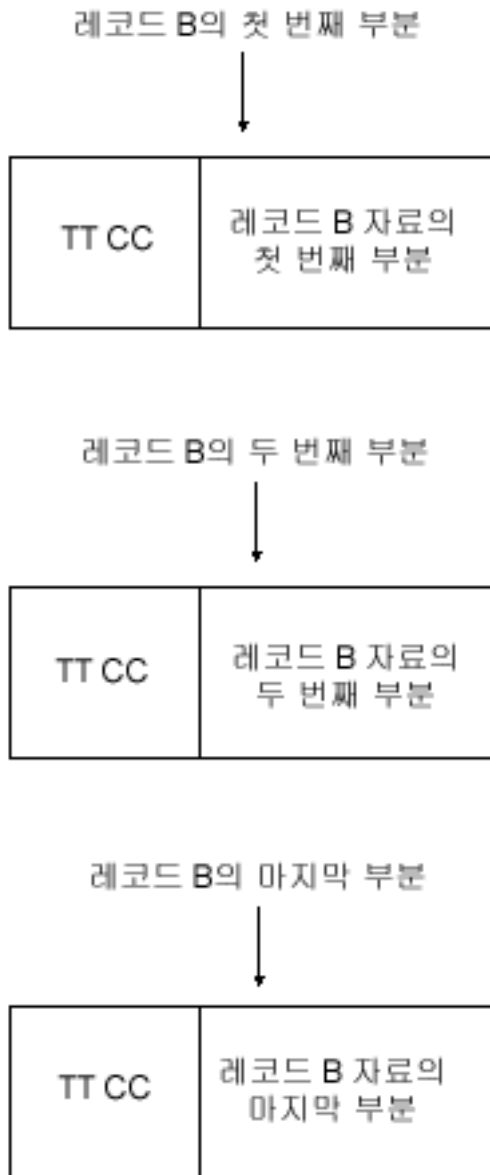 레코드 B의 첫 번째 부분
TT CC
레코드 B 자료의
첫 번째 부분
레코드 B의 두 번째 부분
TT CC
레코드 B 자료의
두 번째 부분
레코드 B의 마지막 부분
TT CC
레코드 B 자료의
마지막 부분